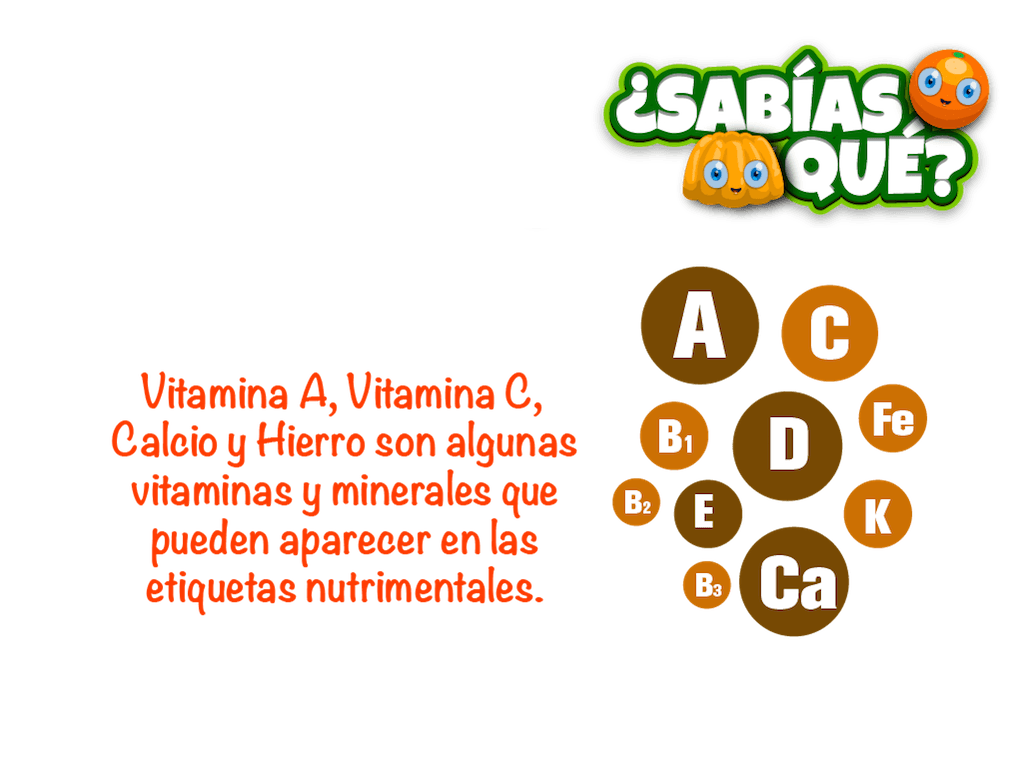 ¿SABÍAS
QUÉ?
Vitamina A, Vitamina C,
Calcio y Hierro son algunas
vitaminas y minerales que
pueden aparecer en las
etiquetas nutrimentales.
A
C
Fe
B1
D
B2
E
K
B3
Ca